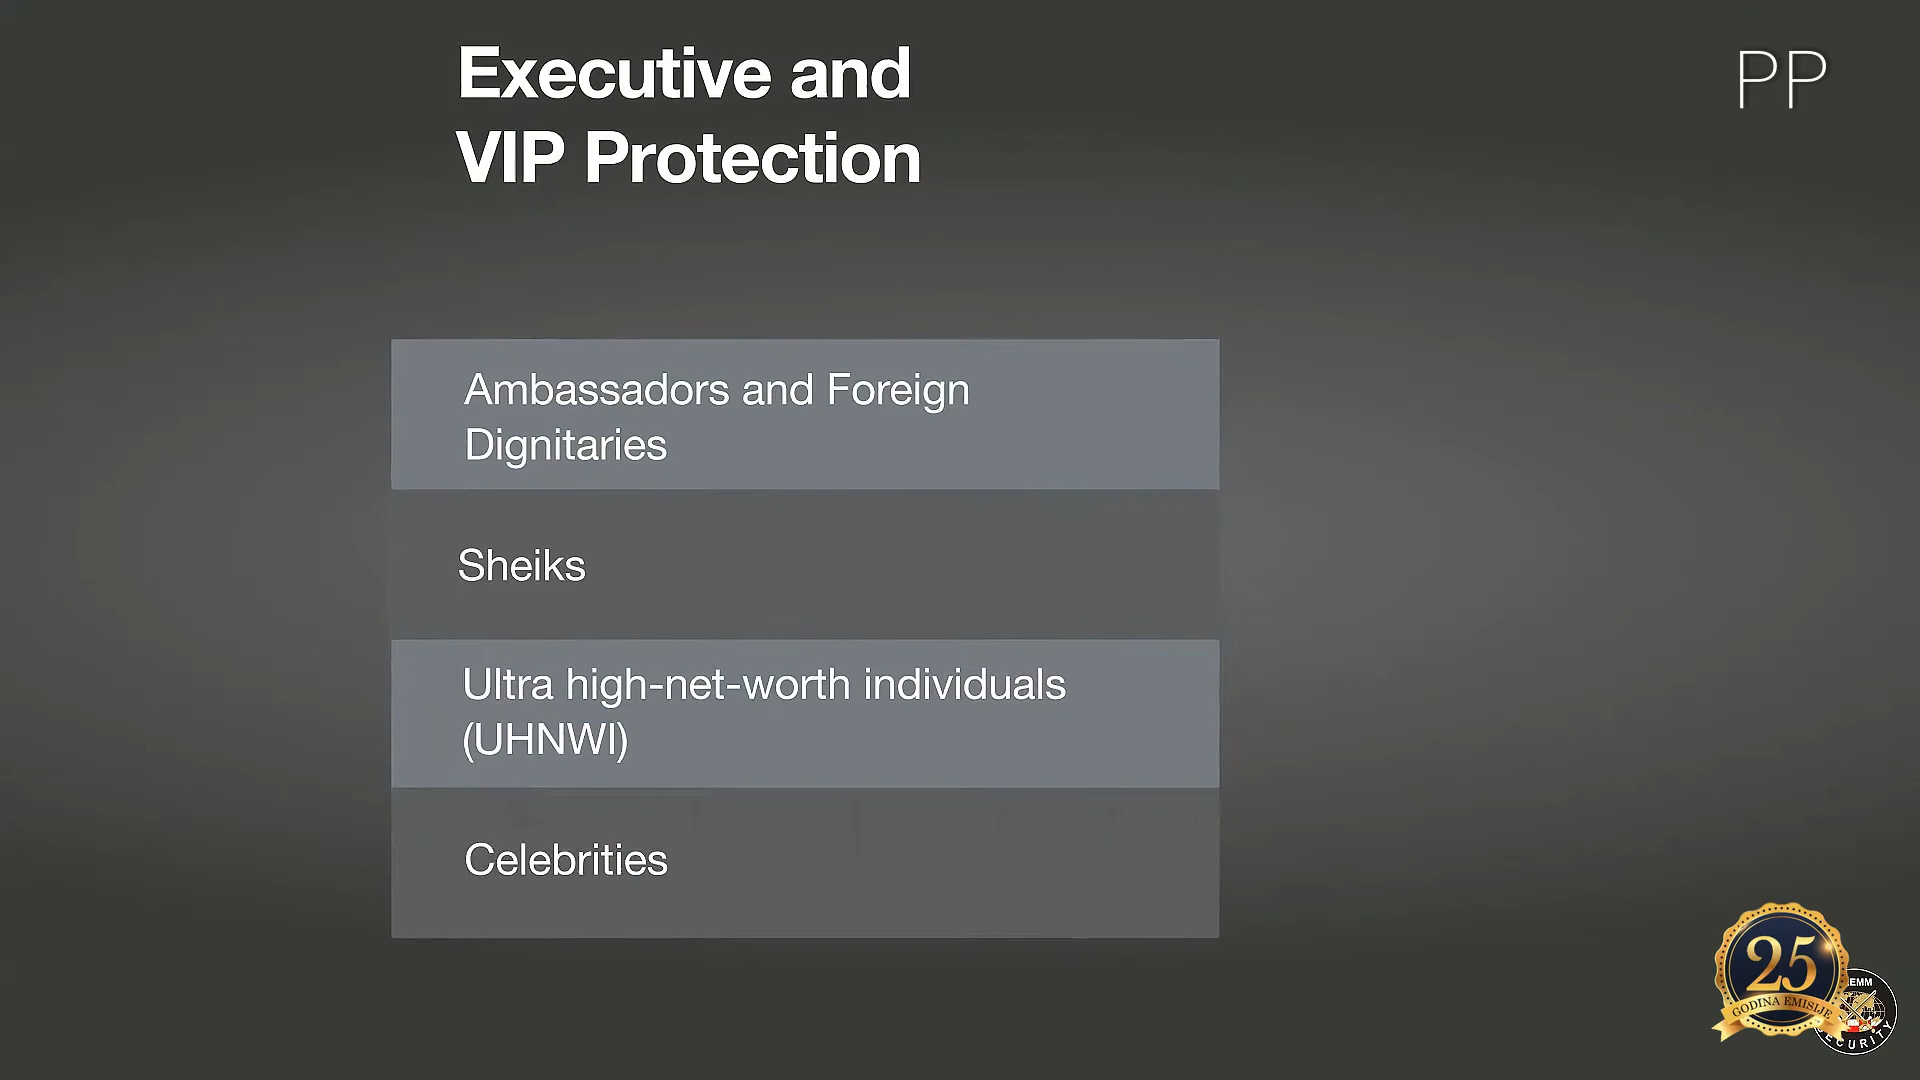 Executive and
VIP Protection
PP
Ambassadors and Foreign
Dignitaries
Sheiks
Ultra high-net-worth individuals
(UHNWI)
Celebrities
25
GODINA EMISIJE